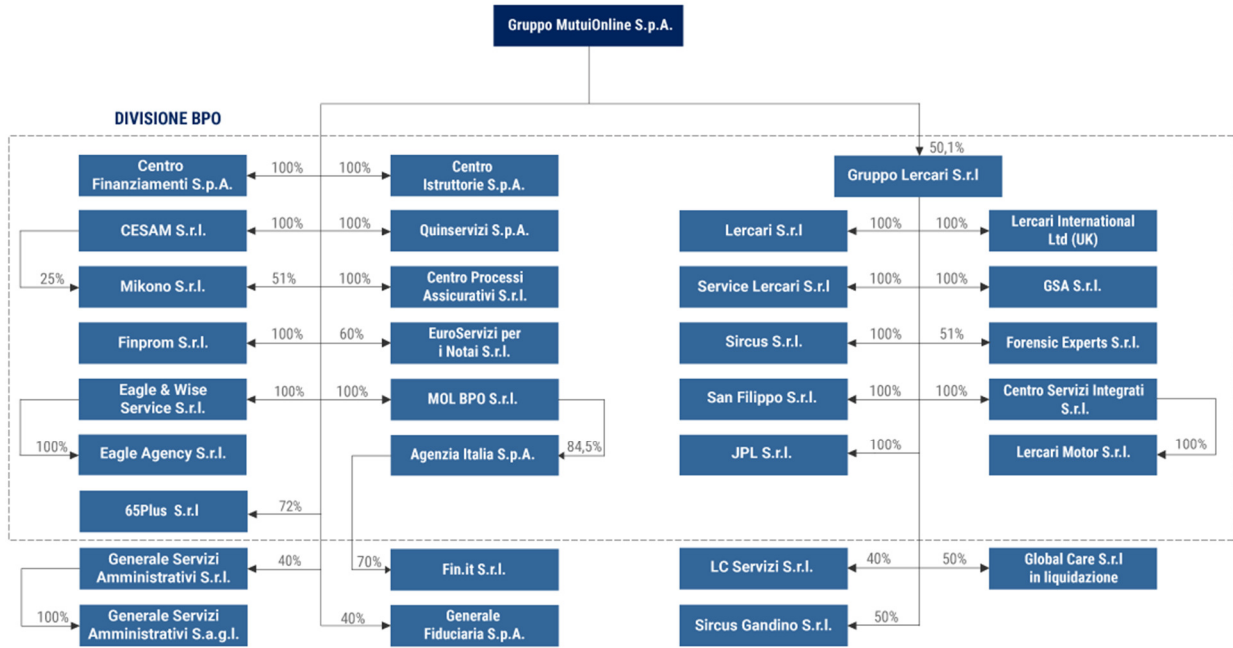 Gruppo MutuiOnline S.p.A.
DIVISIONE BPO
50,1%
Centro
Finanziamenti S.p.A.
100%
100%
Centro
Istruttorie S.p.A.
Gruppo Lercari S.r.l
CESAM S.r.l.
100%
100%
Quinservizi S.p.A.
Lercari S.r.l
100%
100%
Lercari International
Ltd (UK)
25%
Mikono S.r.l.
51%
100%
Centro Processi
Assicurativi S.r.l.
Service Lercari S.r.l
100%
100%
GSA S.r.l.
Finprom S.r.l.
100%
60%
EuroServizi per
i Notai S.r.l.
Sircus S.r.l.
100%
51%
Forensic Experts S.r.l.
Eagle & Wise
Service S.r.l.
100%
100%
MOL BPO S.r.l.
San Filippo S.r.l.
100%
100%
Centro Servizi Integrati
S.r.l.
100%
Eagle Agency S.r.l.
Agenzia Italia S.p.A.
84,5%
JPL S.r.l.
100%
Lercari Motor S.r.l.
100%
65Plus S.r.l
72%
Generale Servizi
Amministrativi S.r.l.
40%
70%
Fin.it S.r.l.
LC Servizi S.r.l.
40%
50%
Global Care S.r.l
in liquidazione
100%
Generale Servizi
Amministrativi S.a.g.l.
40%
Generale
Fiduciaria S.p.A.
Sircus Gandino S.r.l.
50%